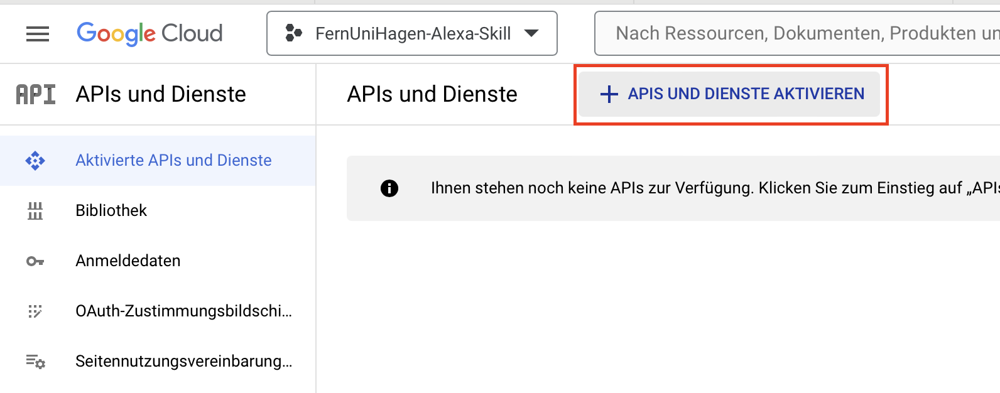 Google Cloud
FernUniHagen-Alexa-Skill
Nach Ressourcen, Dokumenten, Produkten
API
APIs und Dienste
APIs und Dienste
+ APIS UND DIENSTE AKTIVIEREN
Aktivierte APIs und Dienste
Ihnen stehen noch keine APIs zur Verfügung. Klicken Sie zum Einstieg auf „APIs
Bibliothek
Anmeldedaten
OAuth-Zustimmungsbildschi...
Seitennutzungsvereinbarung...